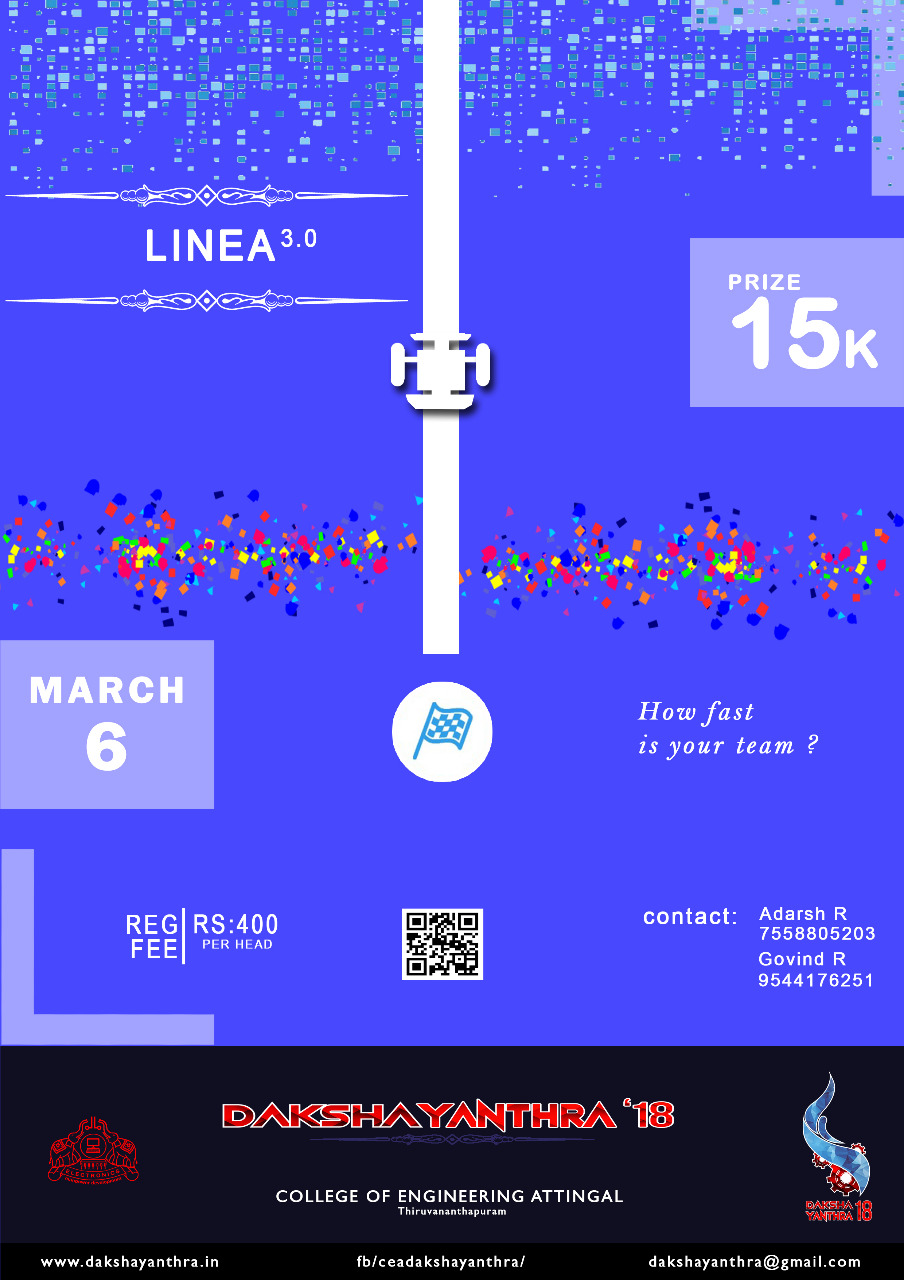 LINEA 3.0
PRIZE
15K
MARCH
6
How fast
is your team ?
REG FEE
RS:400
PER HEAD
contact: Adarsh R
7558805203
Govind R
9544176251
DAKSHAYANTHRA ‘18
ELECTRONICS
COLLEGE OF ENGINEERING ATTINGAL
Thiruvananthapuram
DAKSHA
YANTHRA 18
www.dakshayanthra.in
fb/ceadakshayanthra/
dakshayanthra@gmail.com